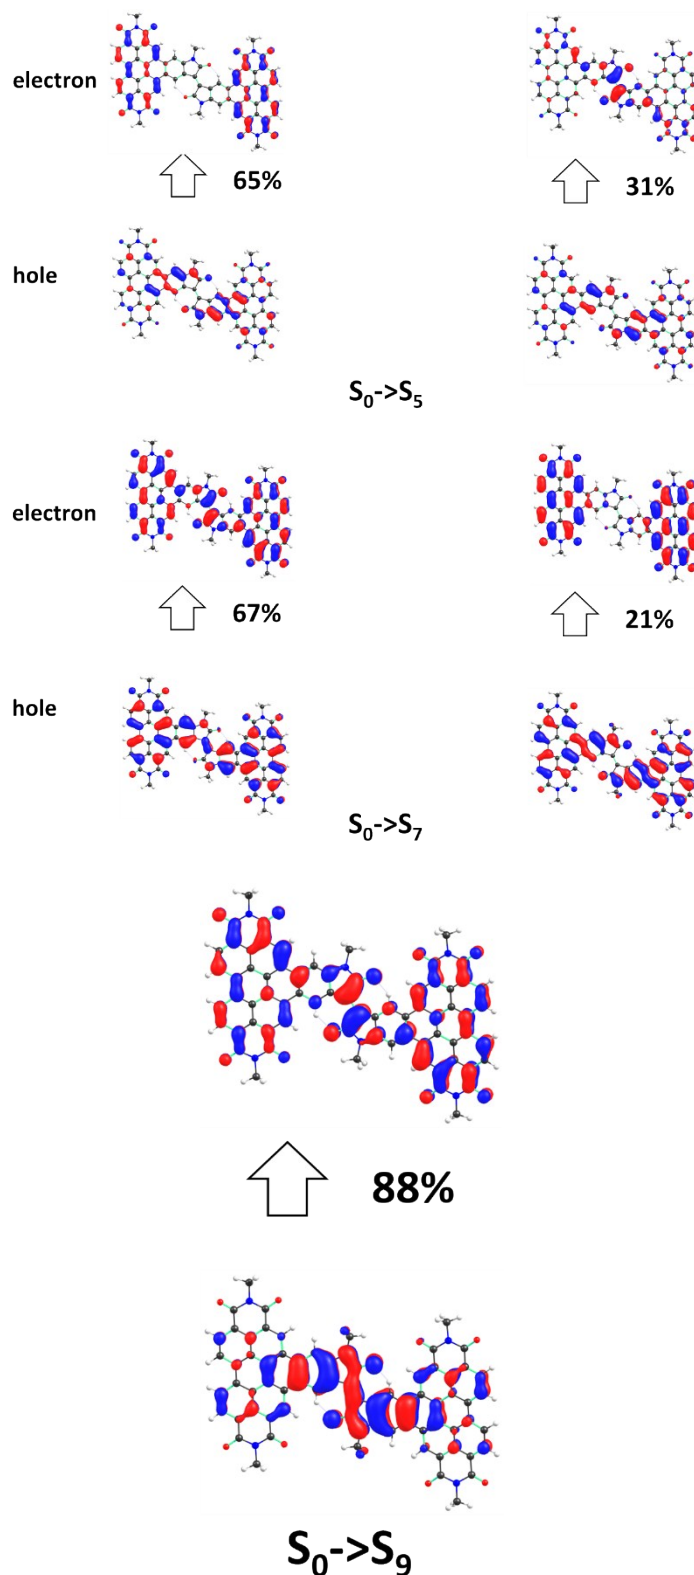 electron
65% 31%
hole
S₀->S₅
electron
67% 21%
hole
S₀->S₇
88%
S₀->S₉